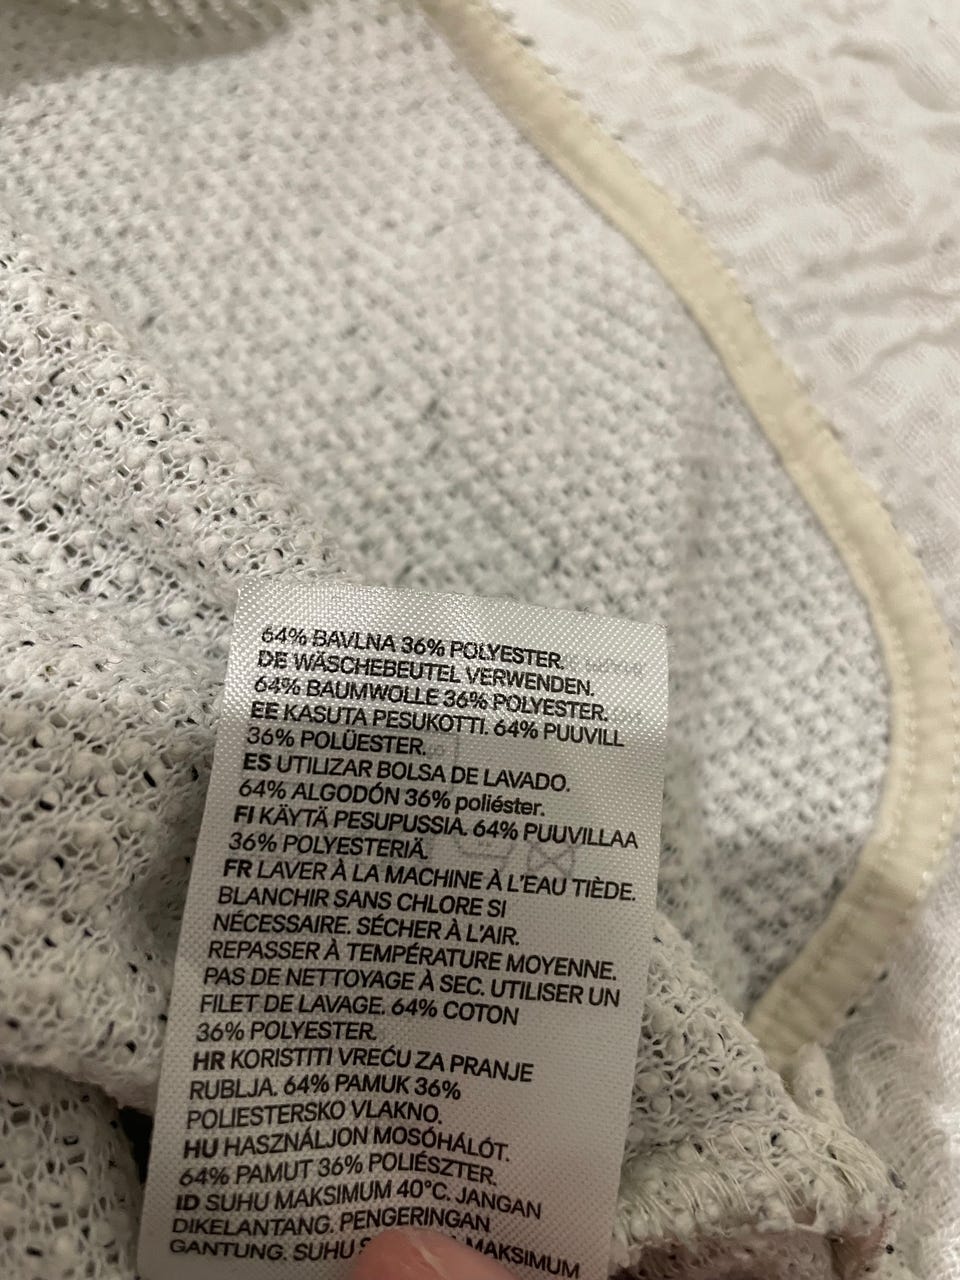 64% BAVLNA 36% POLYESTER.
DE WÄSCHEBEUTEL VERWENDEN.
64% BAUMWOLLE 36% POLYESTER.
EE KASUTA PESUKOTTI. 64% PUUVILL
36% POLÜESTER.
ES UTILIZAR BOLSA DE LAVADO.
64% ALGODÓN 36% poliéster.
FI KÄYTÄ PESUPUSSIA. 64% PUUVILLAA
36% POLYESTERIÄ.
FR LAVER À LA MACHINE À L'EAU TIÈDE.
BLANCHIR SANS CHLORE SI
NÉCESSAIRE. SÉCHER À L'AIR.
REPASSER À TEMPÉRATURE MOYENNE.
PAS DE NETTOYAGE À SEC. UTILISER UN
FILET DE LAVAGE. 64% COTON
36% POLYESTER.
HR KORISTITI VREĆU ZA PRANJE
RUBLJA. 64% PAMUK 36%
POLIESTERSKO VLAKNO.
HU HASZNÁLJON MOSÓHÁLÓT.
64% PAMUT 36% POLIÉSZTER.
ID SUHU MAKSIMUM 40°C. JANGAN
DIKELANTANG. PENGERINGAN
GANTUNG. SUHU MAKSIMUM